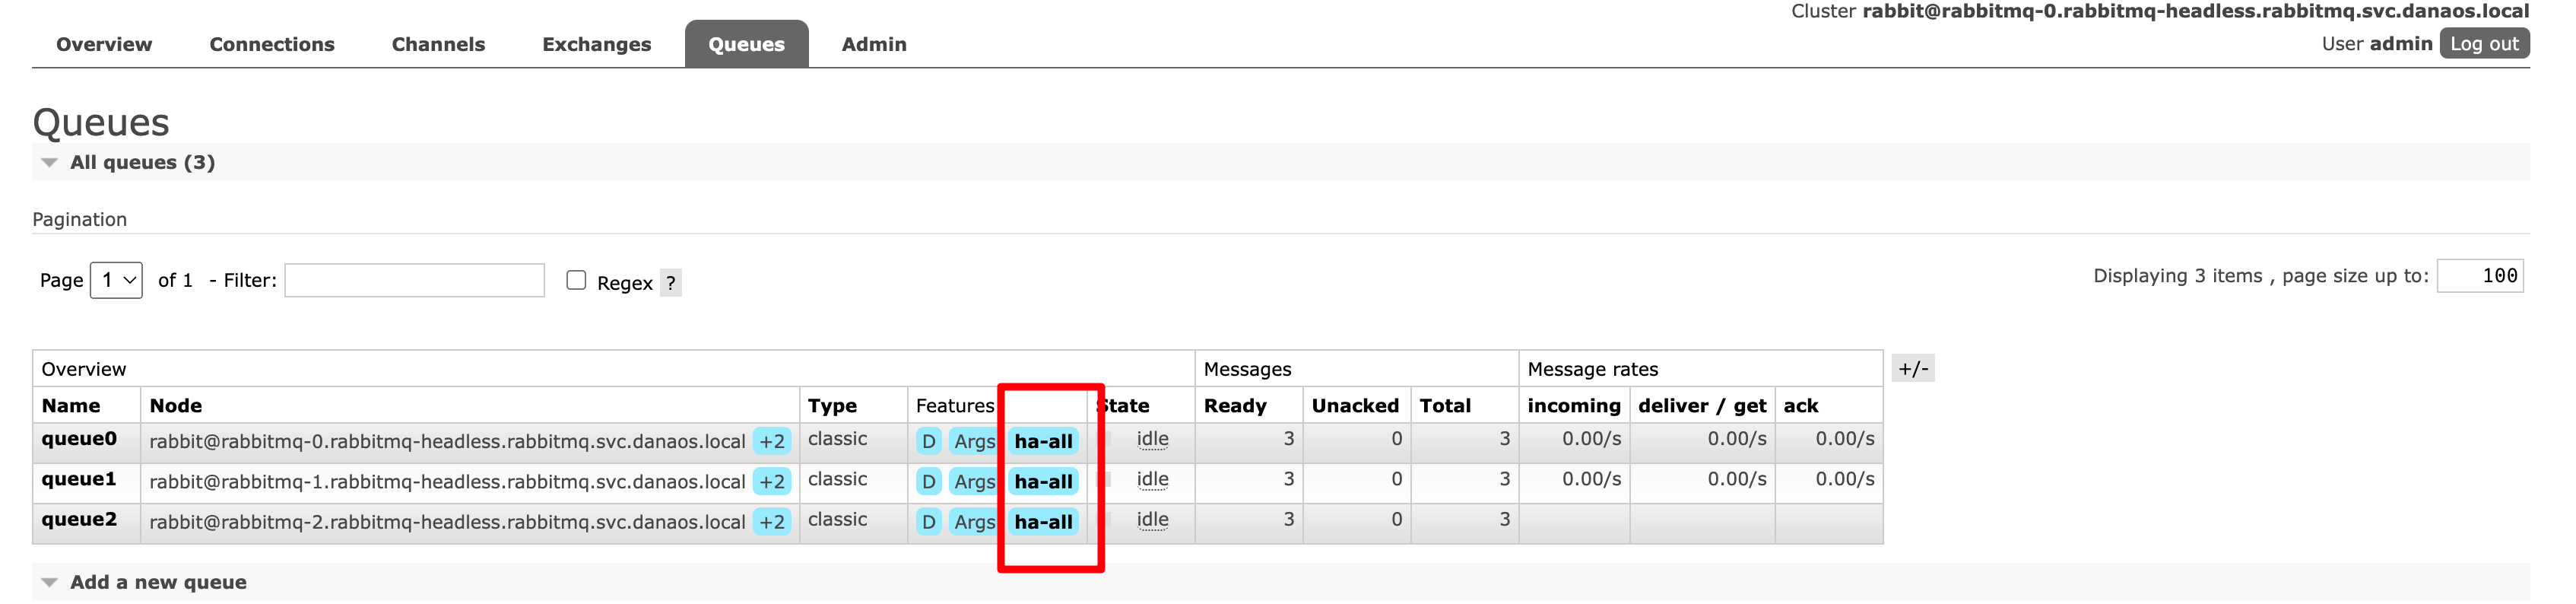 Cluster rabbit@rabbitmq-0.rabbitmq-headless.rabbitmq.svc.danaos.local
Overview Connections Channels Exchanges Queues Admin
User admin Log out
Queues
All queues (3)
Pagination
Page 1 of 1 - Filter: Regex ? Displaying 3 items , page size up to: 100
Overview Messages Message rates +/-
Name Node Type Features State Ready Unacked Total incoming deliver / get ack
queue0 rabbit@rabbitmq-0.rabbitmq-headless.rabbitmq.svc.danaos.local +2 classic D Args ha-all idle 3 0 3 0.00/s 0.00/s 0.00/s
queue1 rabbit@rabbitmq-1.rabbitmq-headless.rabbitmq.svc.danaos.local +2 classic D Args ha-all idle 3 0 3 0.00/s 0.00/s 0.00/s
queue2 rabbit@rabbitmq-2.rabbitmq-headless.rabbitmq.svc.danaos.local +2 classic D Args ha-all idle 3 0 3
Add a new queue